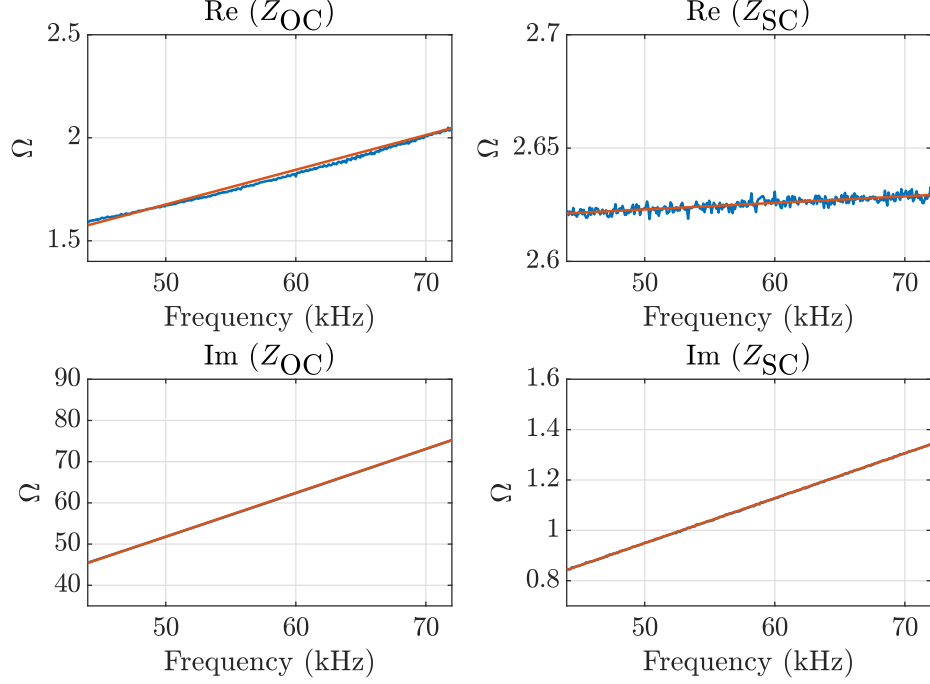 Re (Z_OC)
2.5
2
1.5
Ω
50 60 70
Frequency (kHz)
Re (Z_SC)
2.7
2.65
2.6
Ω
50 60 70
Frequency (kHz)
Im (Z_OC)
90
80
70
60
50
40
Ω
50 60 70
Frequency (kHz)
Im (Z_SC)
1.6
1.4
1.2
1
0.8
Ω
50 60 70
Frequency (kHz)